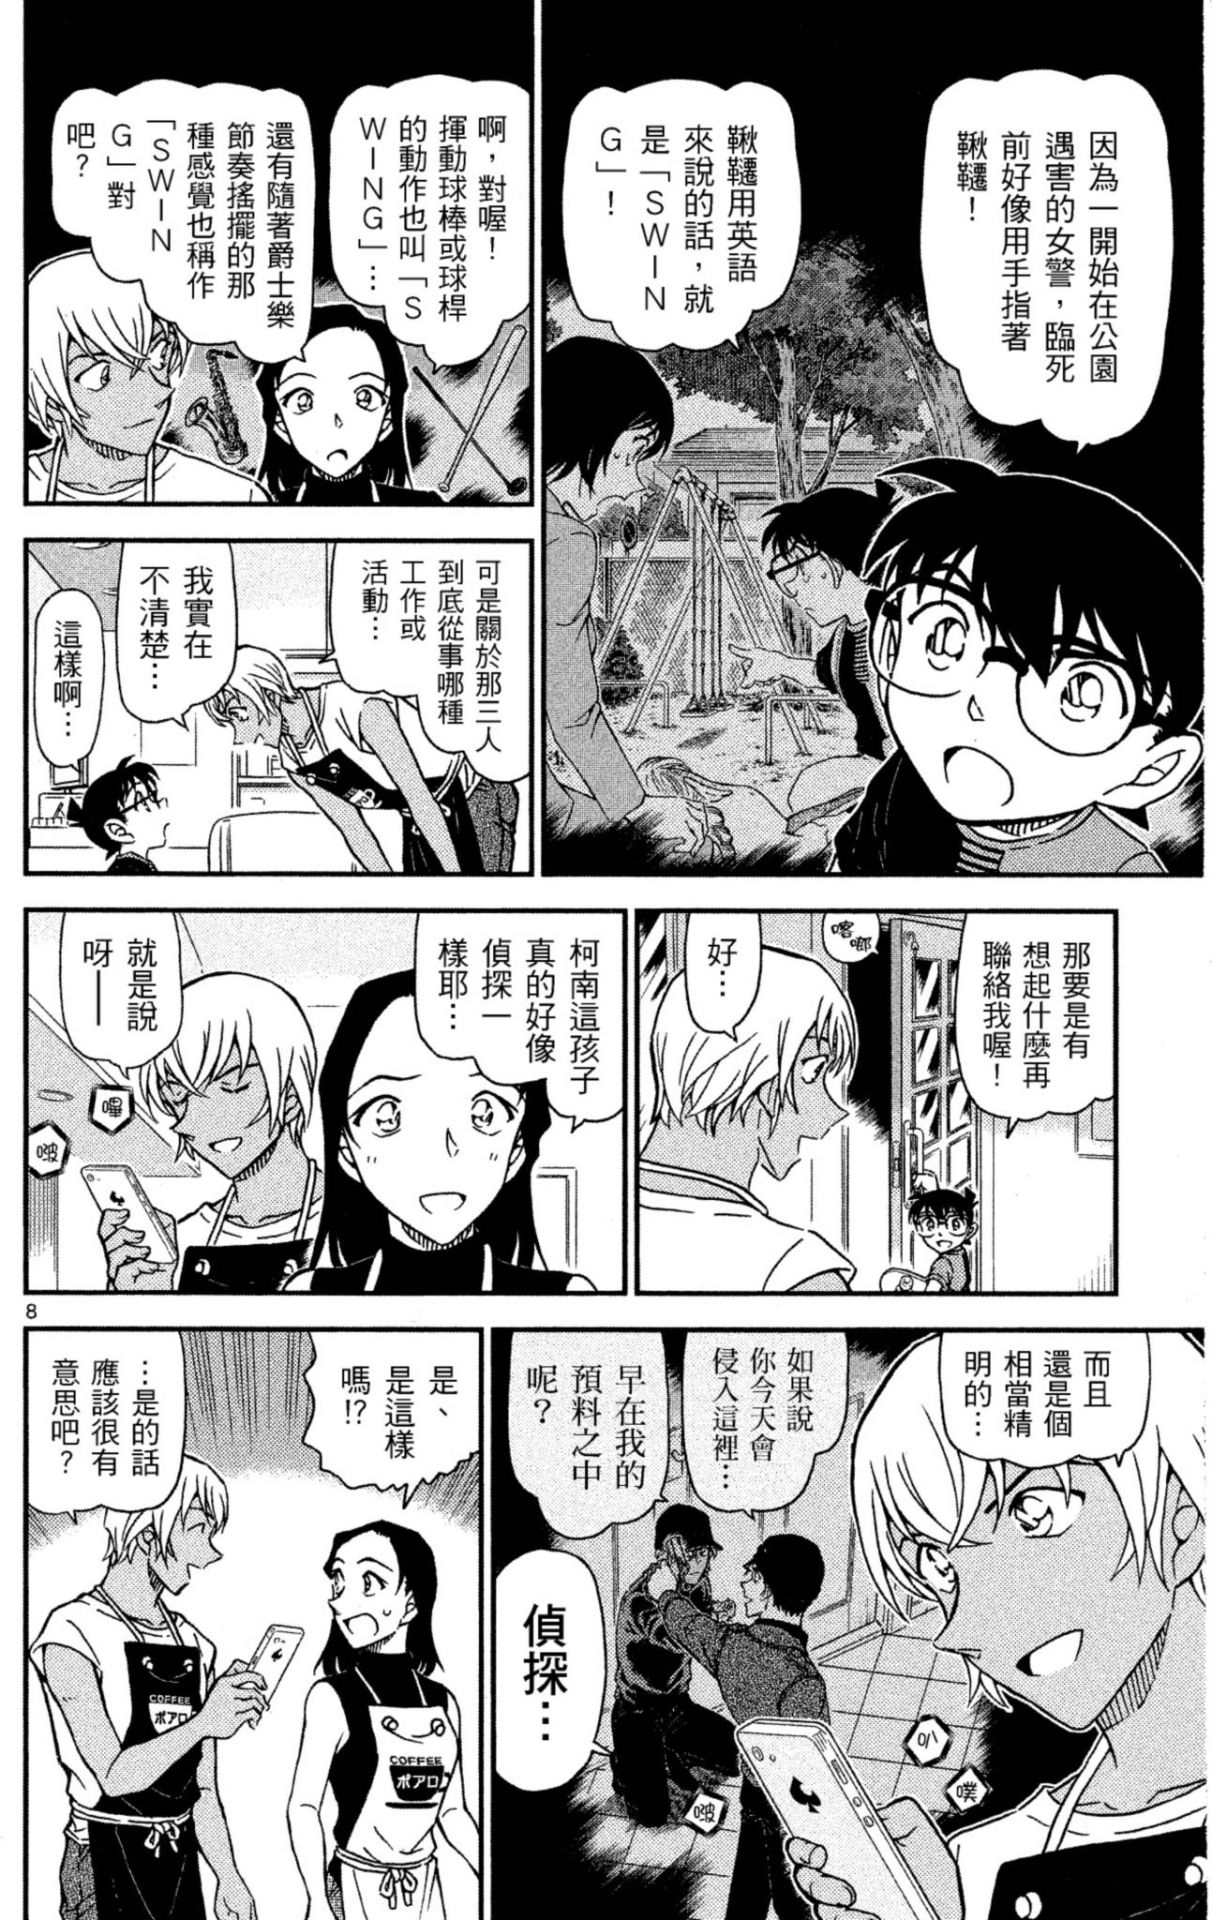 因為一開始在公園
遇害的女警，臨死
前好像用手指著
鞦韆！
鞦韆用英語
來說的話，就
是「ＳＷＩＮ
Ｇ」！
啊，對喔！
揮動球棒或球桿
的動作也叫「Ｓ
ＷＩＮＧ」…
還有隨著爵士樂
節奏搖擺的那
種感覺也稱作
「ＳＷＩＮ
Ｇ」對
吧？
可是關於那三人
到底從事哪種
工作或
活動…
我實在
不清楚…
這樣啊…
那要是有
想起什麼再
聯絡我喔！
喀
啷
好…
柯南這孩子
真的好像
偵探一
樣耶…
就是說
呀——
嗶
啵
8
而且
還是個
相當精
明的…
如果說
你今天會
侵入這裡…
早在我的
預料之中
呢？
偵探…
噗
啵
是、
是這樣
嗎!?
…是的話
應該很有
意思吧？
COFFEE
ポアロ
COFFEE
ポアロ